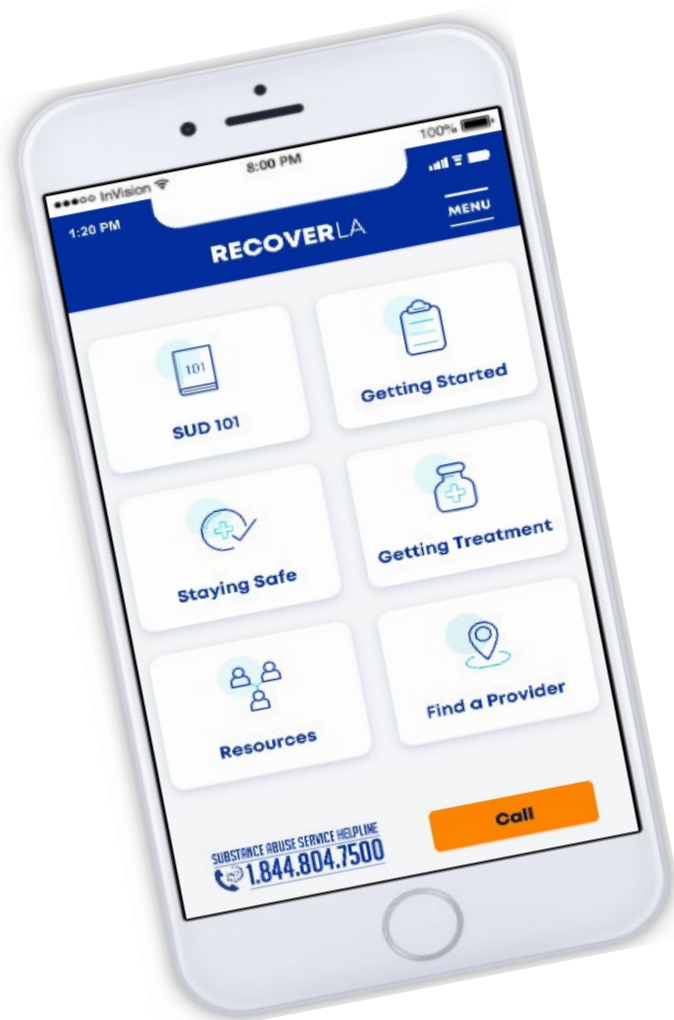 InVision
8:00 PM
100%
1:20 PM
RECOVERLA
MENU
101
SUD 101
Getting Started
Staying Safe
Getting Treatment
Resources
Find a Provider
SUBSTANCE ABUSE SERVICE HELPLINE
1.844.804.7500
Call